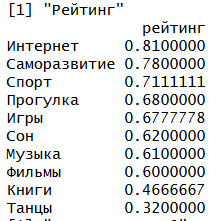 [1] "Рейтинг"
рейтинг
Интернет 0.8100000
Саморазвитие 0.7800000
Спорт 0.7111111
Прогулка 0.6800000
Игры 0.6777778
Сон 0.6200000
Музыка 0.6100000
Фильмы 0.6000000
Книги 0.4666667
Танцы 0.3200000